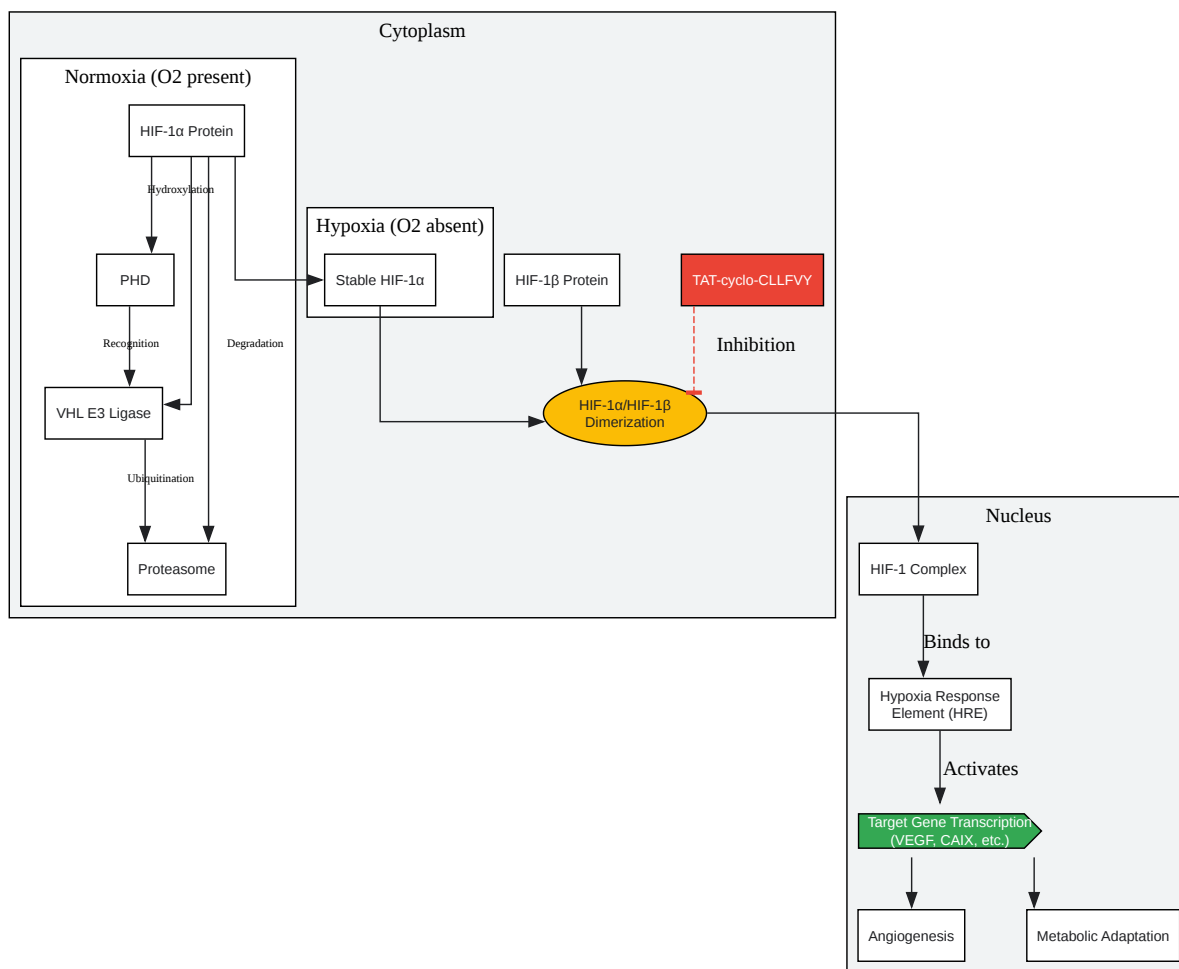 Cytoplasm
Normoxia (O2 present)
HIF-1α Protein
Hydroxylation
Hypoxia (O2 absent)
PHD
Stable HIF-1α
HIF-1β Protein
TAT-cyclo-CLLFVY
Recognition
Degradation
Inhibition
VHL E3 Ligase
HIF-1α/HIF-1β
Dimerization
Ubiquitination
Proteasome
Nucleus
HIF-1 Complex
Binds to
Hypoxia Response
Element (HRE)
Activates
Target Gene Transcription
(VEGF, CAIX, etc.)
Angiogenesis
Metabolic Adaptation